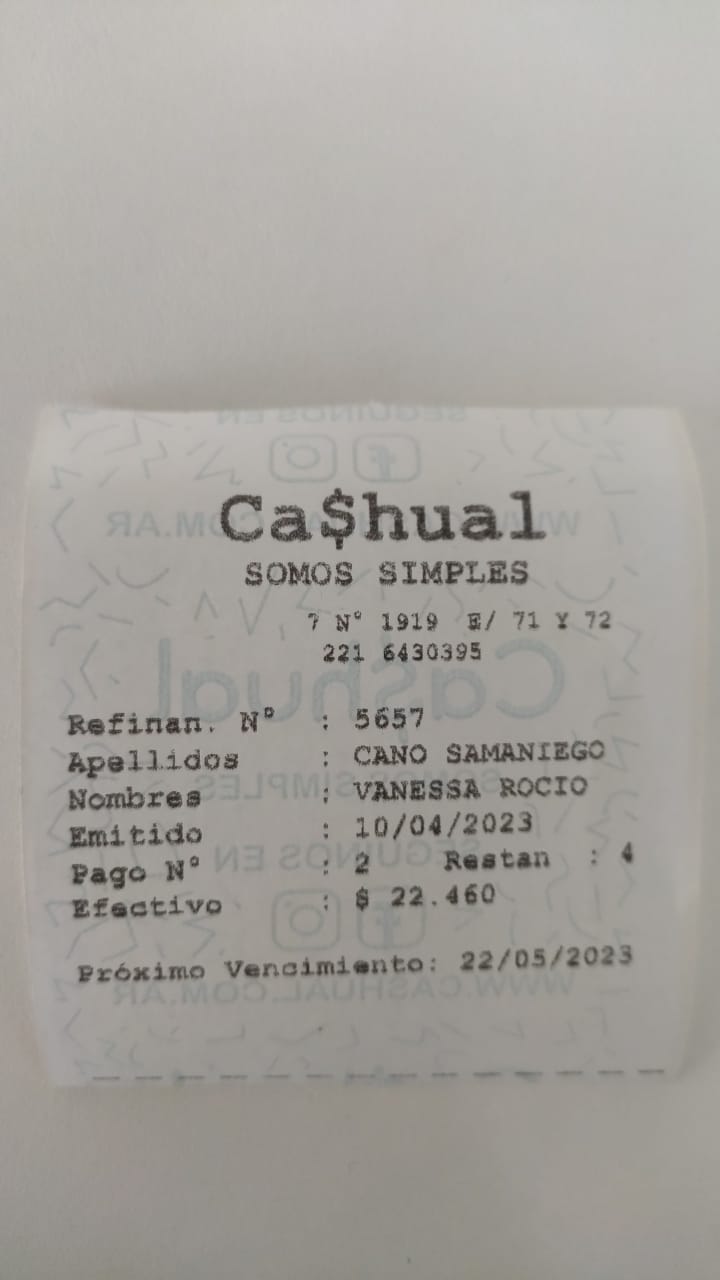 Ca$hual
SOMOS SIMPLES
7 N° 1919 E/ 71 Y 72
221 6430395
Refinan. N° : 5657
Apellidos : CANO SAMANIEGO
Nombres : VANESSA ROCIO
Emitido : 10/04/2023
Pago N° : 2 Restan : 4
Efectivo : $ 22.460
Próximo Vencimiento: 22/05/2023
SEGUINOS EN
WWW.CASHUAL.COM.AR
Ca$hual
SOMOS SIMPLES
SEGUINOS EN
WWW.CASHUAL.COM.AR